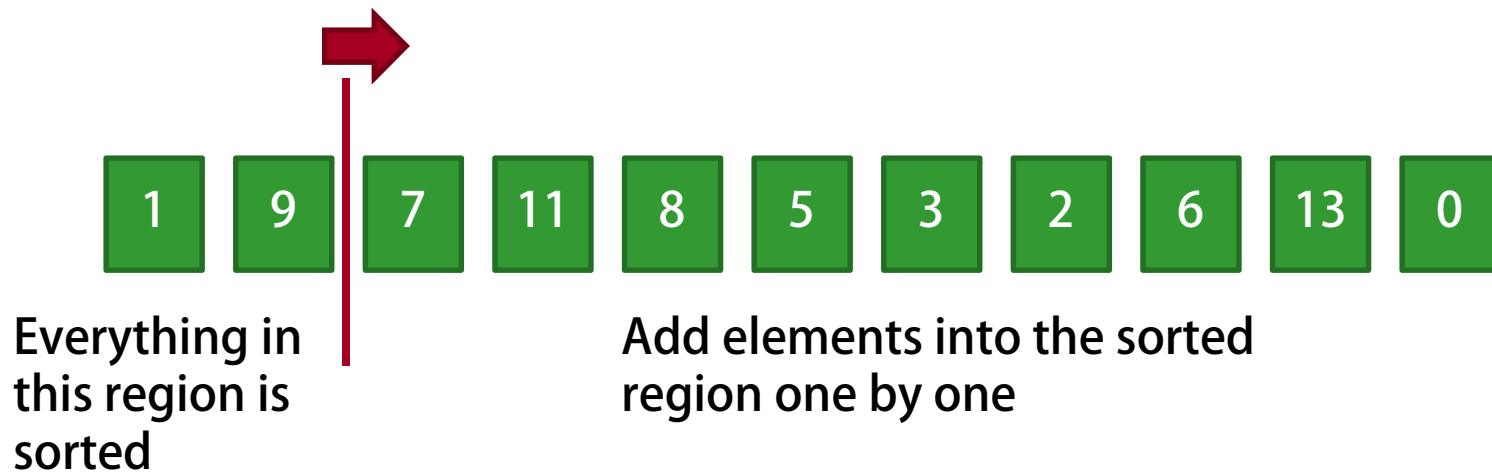 1 9 7 11 8 5 3 2 6 13 0
Everything in
this region is
sorted
Add elements into the sorted
region one by one